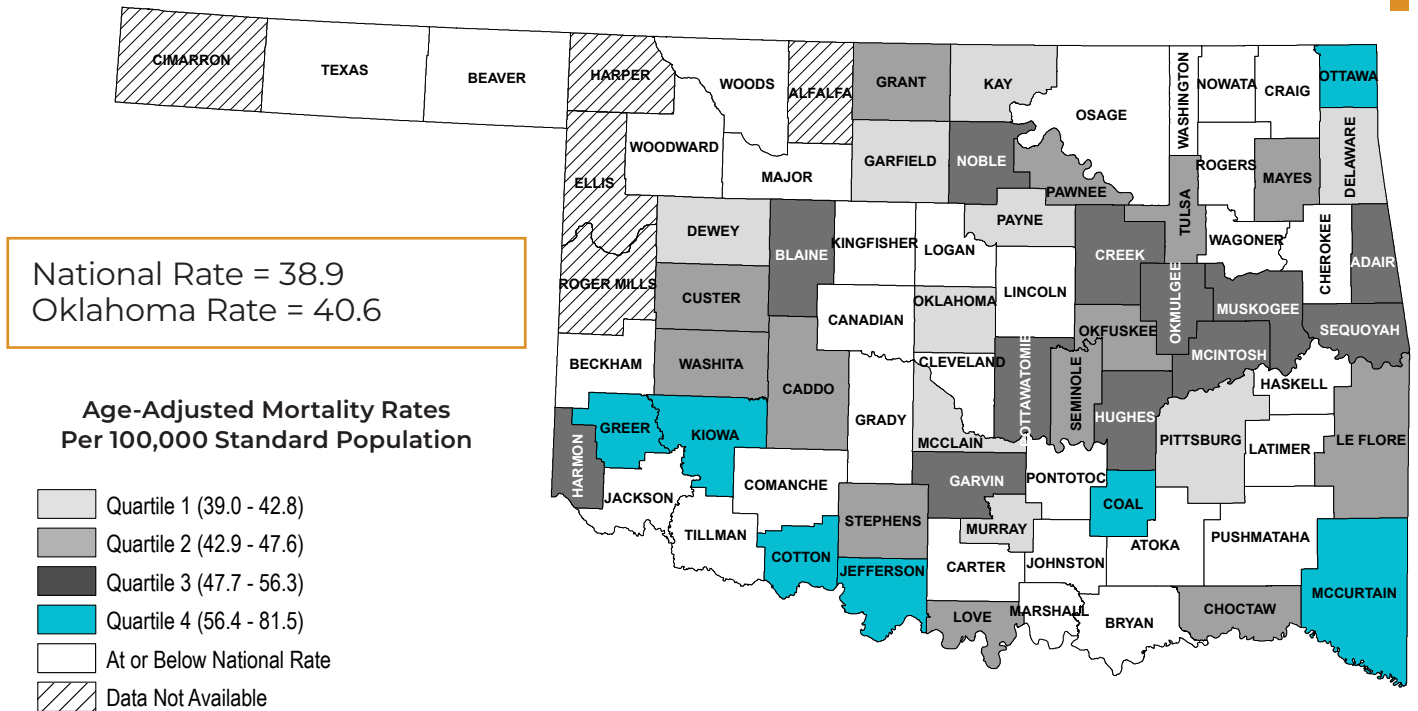 CIMARRON
TEXAS
BEAVER
HARPER
WOODS
ALFALFA
GRANT
KAY
OSAGE
WASHINGTON
NOWATA
CRAIG
OTTAWA
WOODWARD
MAJOR
GARFIELD
NOBLE
PAWNEE
ROGERS
MAYES
DELAWARE
ELLIS
DEWEY
BLAINE
KINGFISHER
LOGAN
PAYNE
CREEK
TULSA
WAGONER
CHEROKEE
ADAIR
National Rate = 38.9
Oklahoma Rate = 40.6
ROGER MILLS
CUSTER
CANADIAN
OKLAHOMA
LINCOLN
OKMULGEE
MUSKOGEE
SEQUOYAH
BECKHAM
WASHITA
CADDO
GRADY
CLEVELAND
POTTAWATOMIE
SEMINOLE
OKFUSKEE
MCINTOSH
HASKELL
Age-Adjusted Mortality Rates
Per 100,000 Standard Population
HARMON
GREER
KIOWA
MCCLAIN
HUGHES
PITTSBURG
LATIMER
LE FLORE
JACKSON
COMANCHE
GARVIN
PONTOTOC
COAL
TILLMAN
STEPHENS
MURRAY
ATOKA
PUSHMATAHA
COTTON
JEFFERSON
CARTER
JOHNSTON
MCCURTAIN
LOVE
MARSHALL
BRYAN
CHOCTAW
Quartile 1 (39.0 - 42.8)
Quartile 2 (42.9 - 47.6)
Quartile 3 (47.7 - 56.3)
Quartile 4 (56.4 - 81.5)
At or Below National Rate
Data Not Available